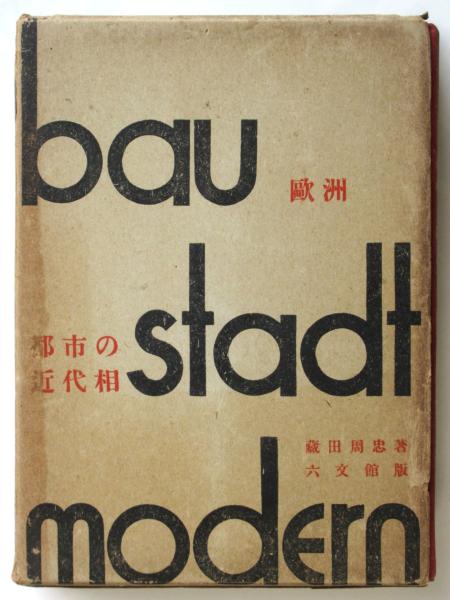 bau
歐洲
stadt
都市の
近代相
蔵田周忠著
六文館版
modern